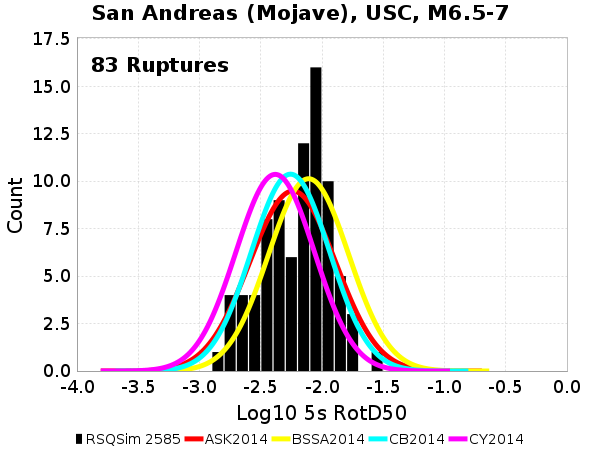 San Andreas (Mojave), USC, M6.5-7
17.5
83 Ruptures
15.0
12.5
10.0
7.5
5.0
2.5
0.0
Count
-4.0 -3.5 -3.0 -2.5 -2.0 -1.5 -1.0 -0.5 0.0
Log10 5s RotD50
RSQSim 2585 ASK2014 BSSA2014 CB2014 CY2014